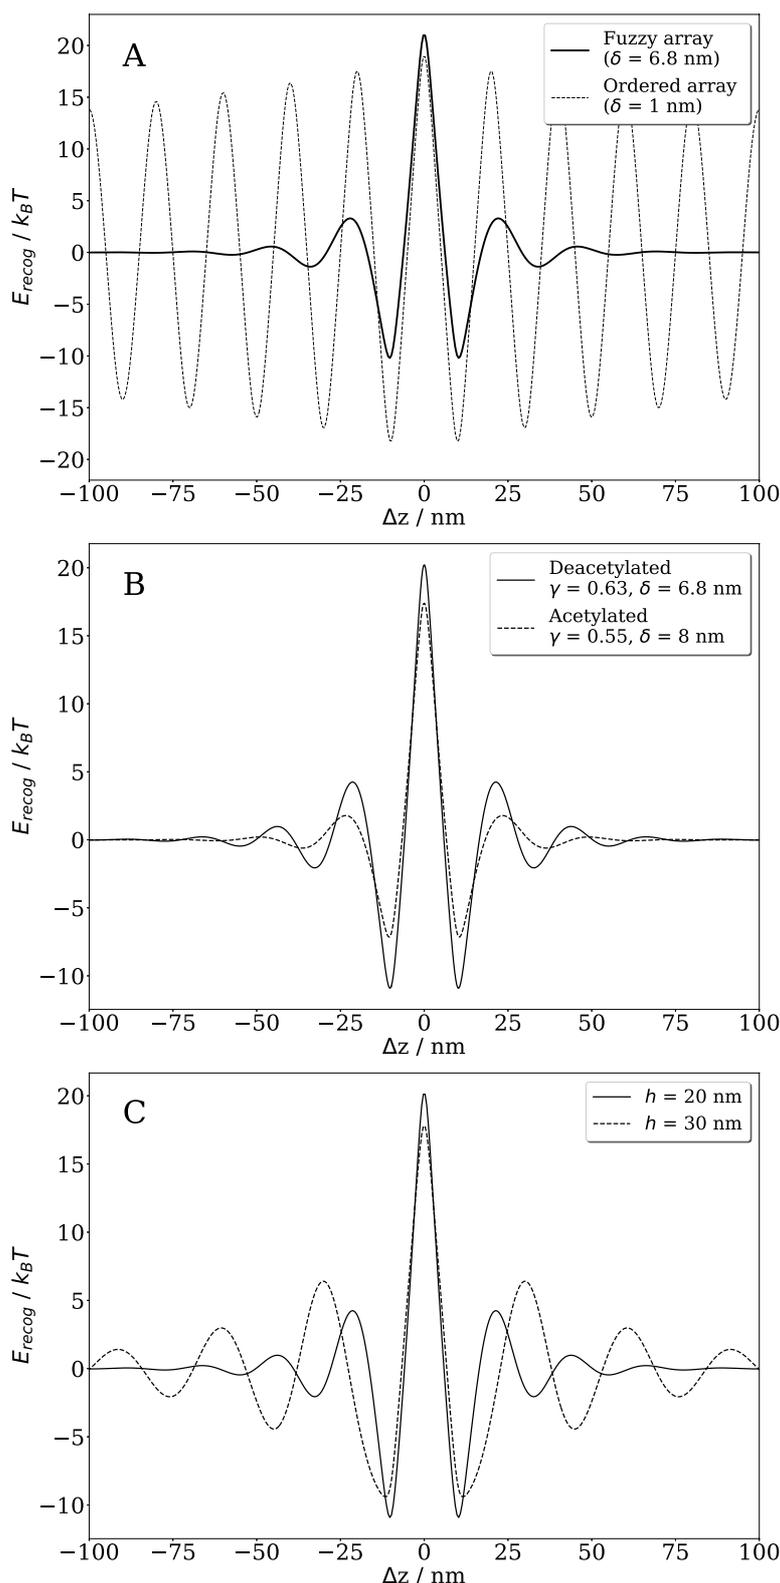 A
Fuzzy array
(δ = 6.8 nm)
Ordered array
(δ = 1 nm)
20
15
10
5
0
−5
−10
−15
−20
E_recog / k_BT
−100 −75 −50 −25 0 25 50 75 100
Δz / nm
B
Deacetylated
γ = 0.63, δ = 6.8 nm
Acetylated
γ = 0.55, δ = 8 nm
20
15
10
5
0
−5
−10
E_recog / k_BT
−100 −75 −50 −25 0 25 50 75 100
Δz / nm
C
h = 20 nm
h = 30 nm
20
15
10
5
0
−5
−10
E_recog / k_BT
−100 −75 −50 −25 0 25 50 75 100
Δz / nm